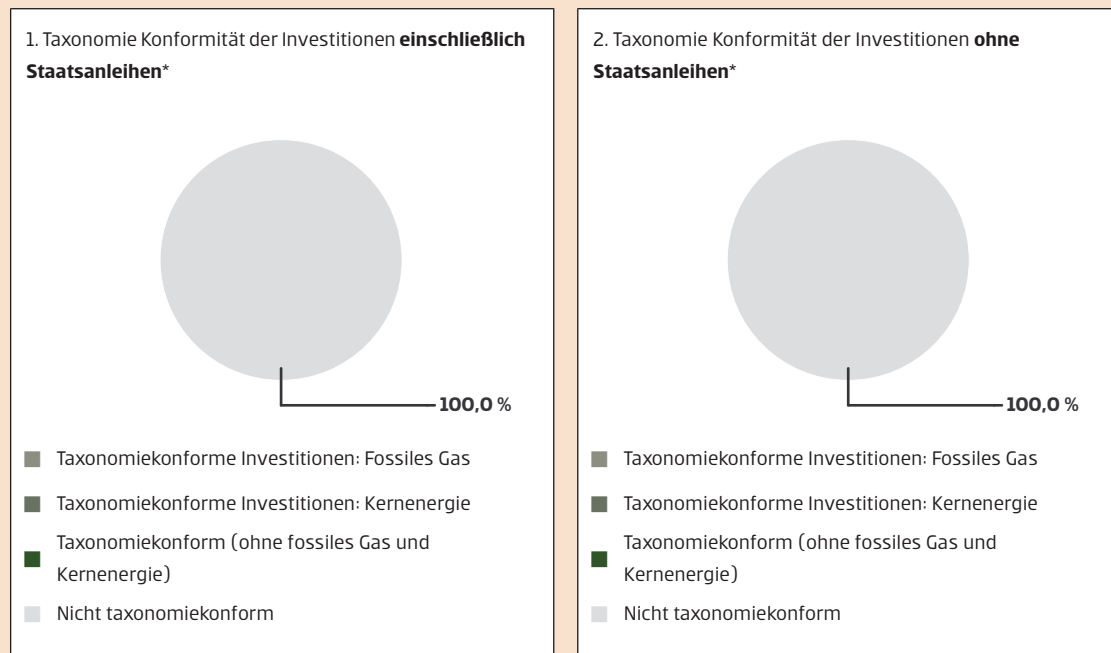 1. Taxonomie Konformität der Investitionen einschließlich
Staatsanleihen*
100,0 %
Taxonomiekonforme Investitionen: Fossiles Gas
Taxonomiekonforme Investitionen: Kernenergie
Taxonomiekonform (ohne fossiles Gas und
Kernenergie)
Nicht taxonomiekonform
2. Taxonomie Konformität der Investitionen ohne
Staatsanleihen*
100,0 %
Taxonomiekonforme Investitionen: Fossiles Gas
Taxonomiekonforme Investitionen: Kernenergie
Taxonomiekonform (ohne fossiles Gas und
Kernenergie)
Nicht taxonomiekonform